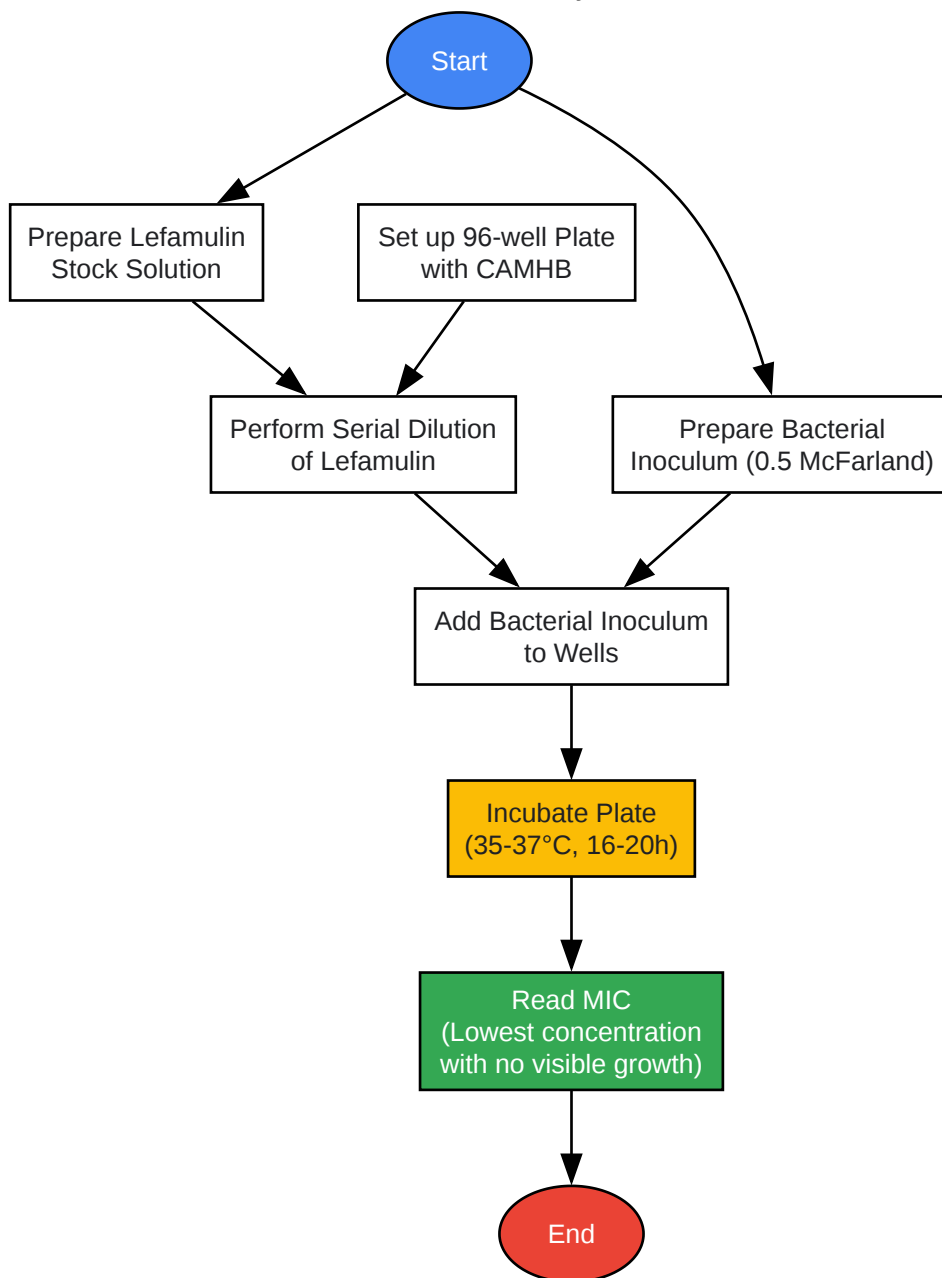 Start
Prepare Lefamulin
Stock Solution
Set up 96-well Plate
with CAMHB
Perform Serial Dilution
of Lefamulin
Prepare Bacterial
Inoculum (0.5 McFarland)
Add Bacterial Inoculum
to Wells
Incubate Plate
(35-37°C, 16-20h)
Read MIC
(Lowest concentration
with no visible growth)
End